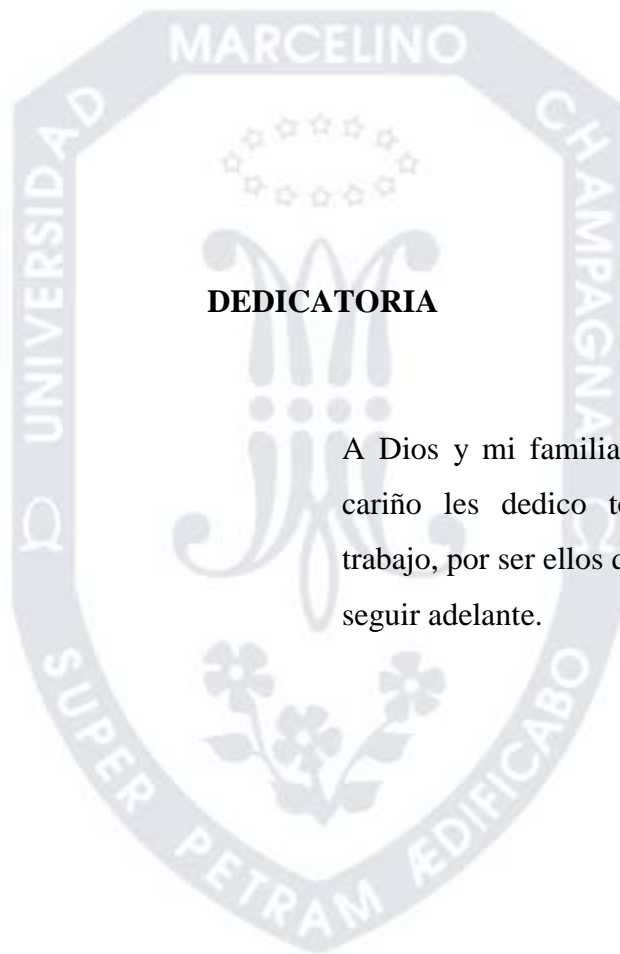 MARCELINO
UNIVERSIDAD
CHAMPAGNA
DEDICATORIA
A Dios y mi familia
cariño les dedico
trabajo, por ser ellos
seguir adelante.
SUPER PETRAM ÆDIFICABO